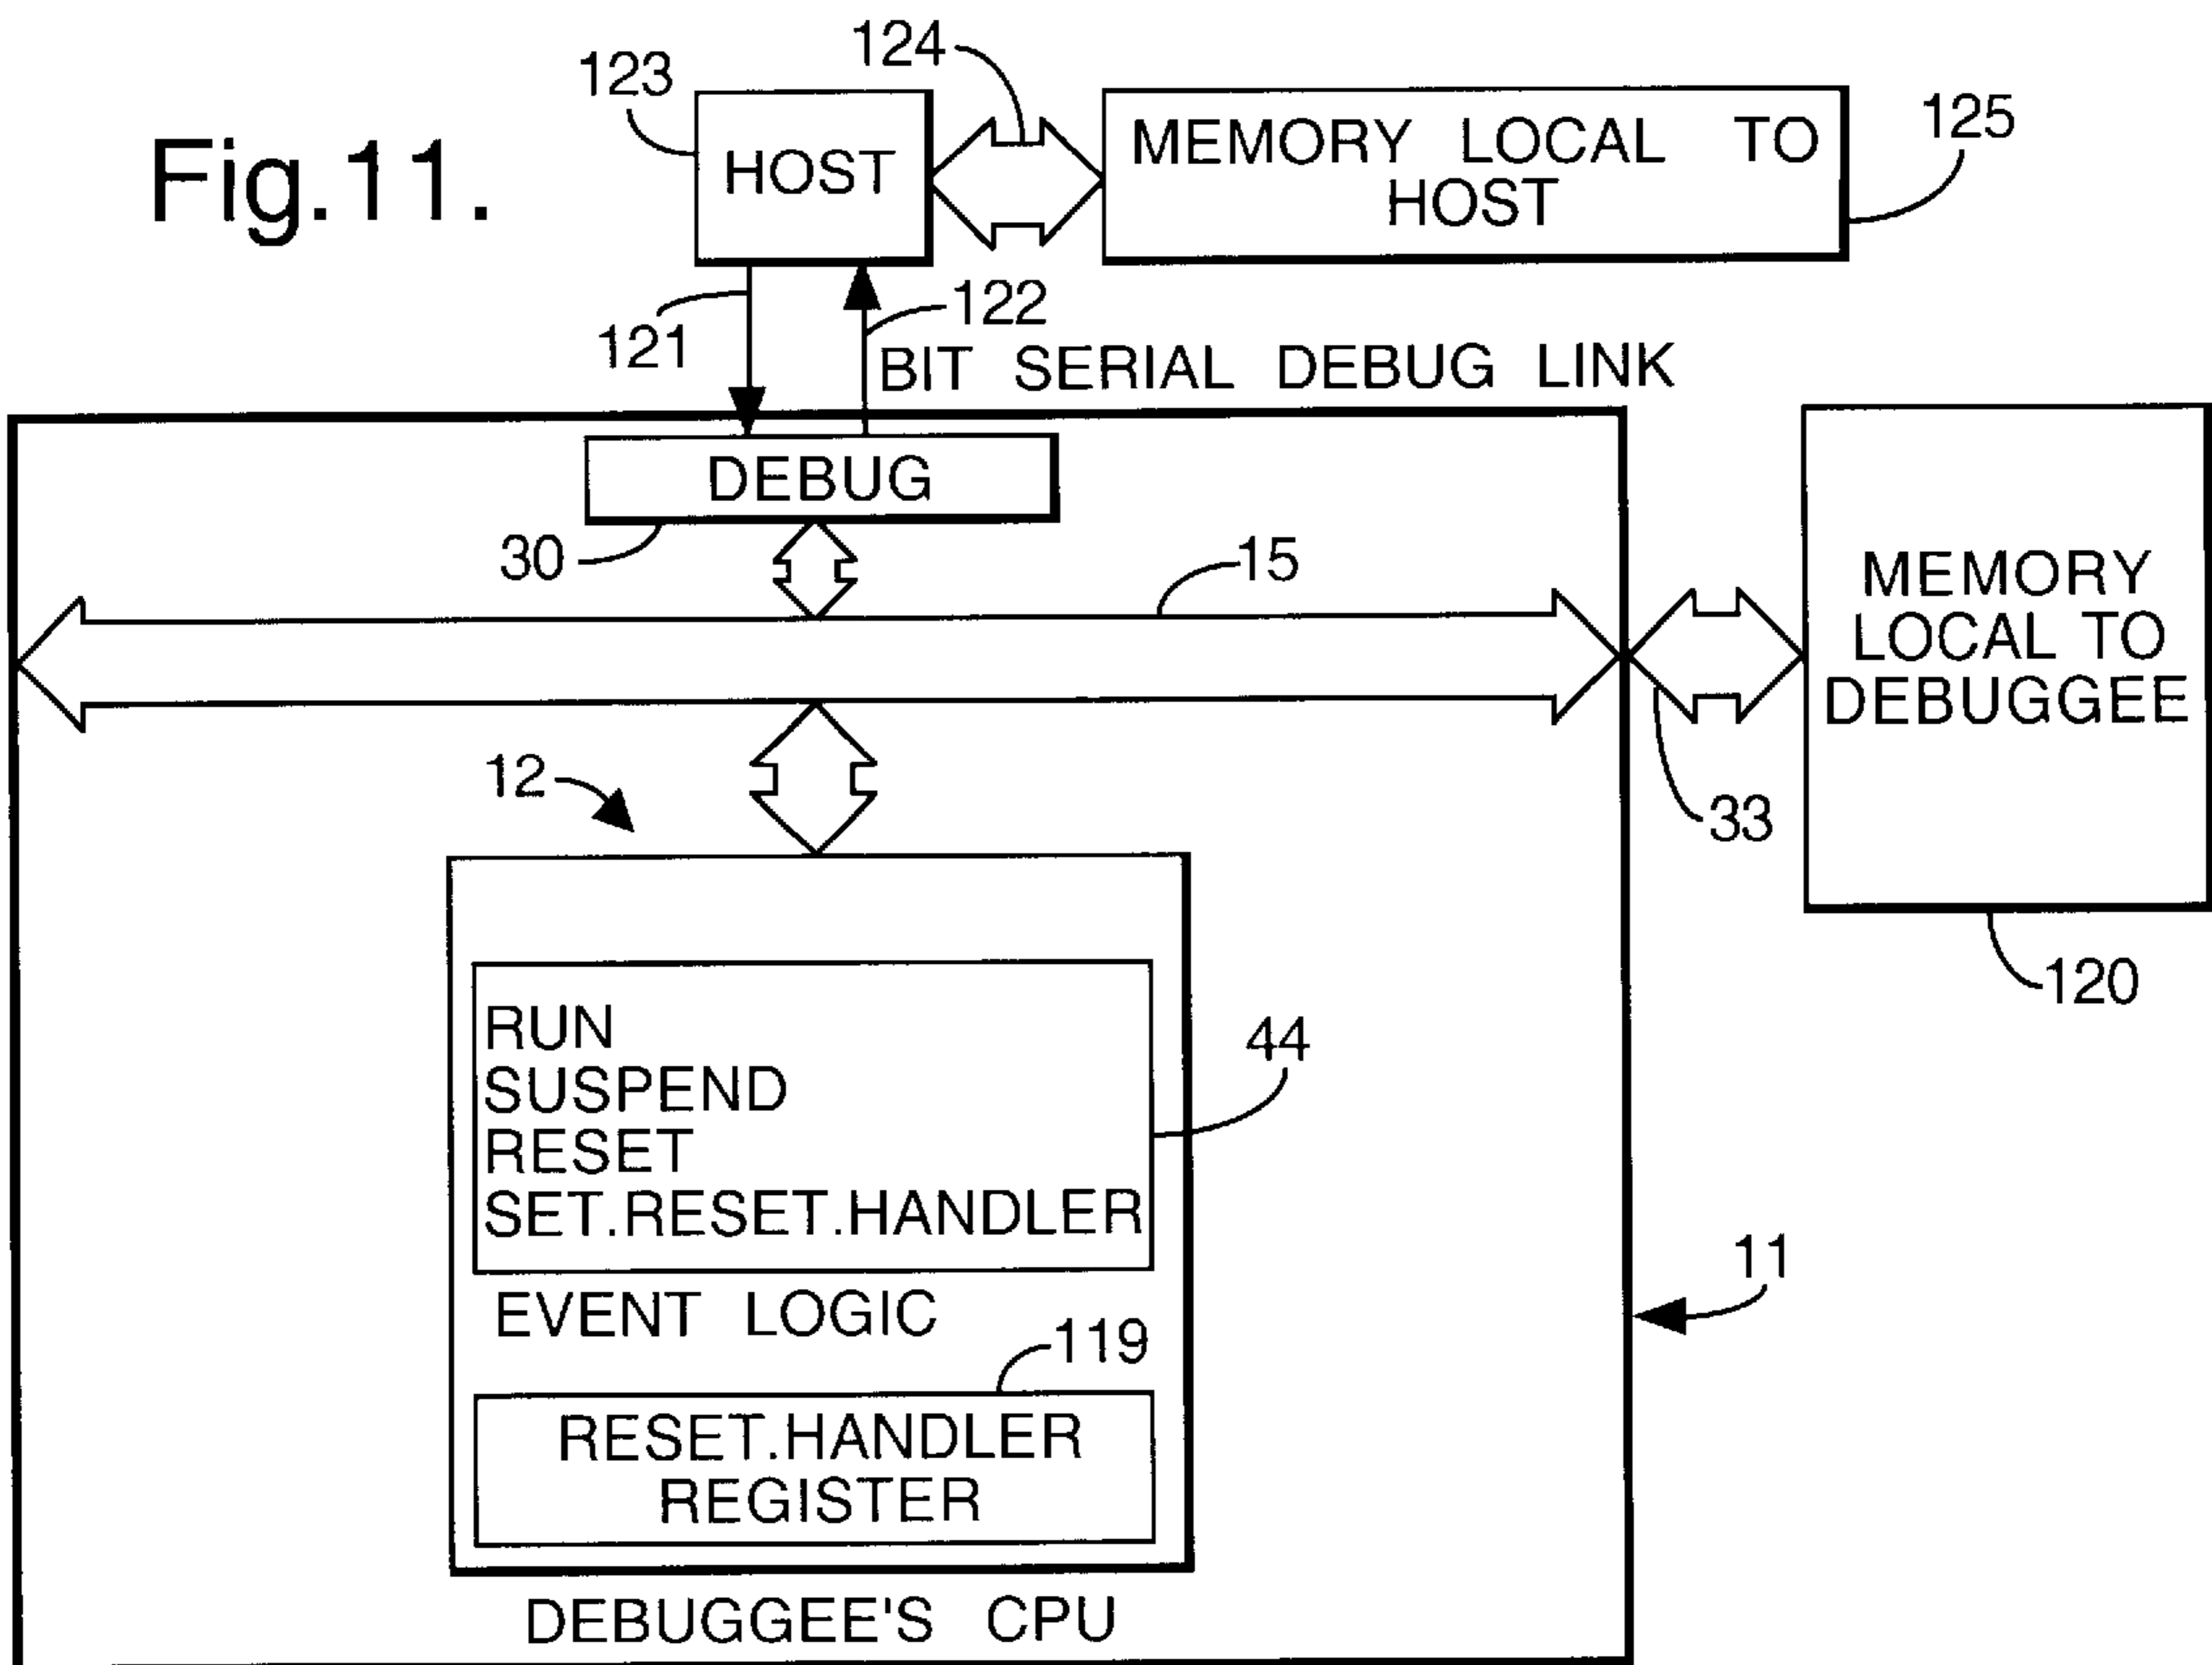 Fig.11.
123
124
125
HOST
MEMORY LOCAL TO
HOST
121
122
BIT SERIAL DEBUG LINK
DEBUG
30
15
MEMORY
LOCAL TO
DEBUGGEE
33
120
12
RUN
SUSPEND
RESET
SET.RESET.HANDLER
44
EVENT LOGIC
119
11
RESET.HANDLER
REGISTER
DEBUGGEE'S CPU